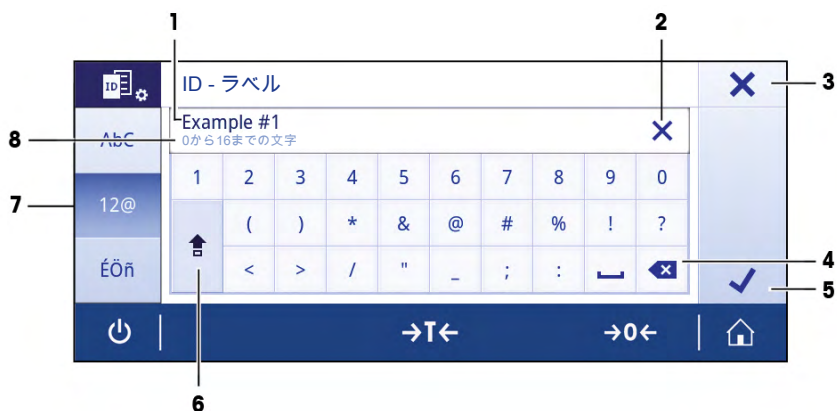 1
2
ID
ID - ラベル
3
Example #1
0から16までの文字
8
AbC
1 2 3 4 5 6 7 8 9 0
7
12@
( ) * & @ # % ! ?
ÉÖñ
< > / " _ ; :
4
5
→T←
→0←
6